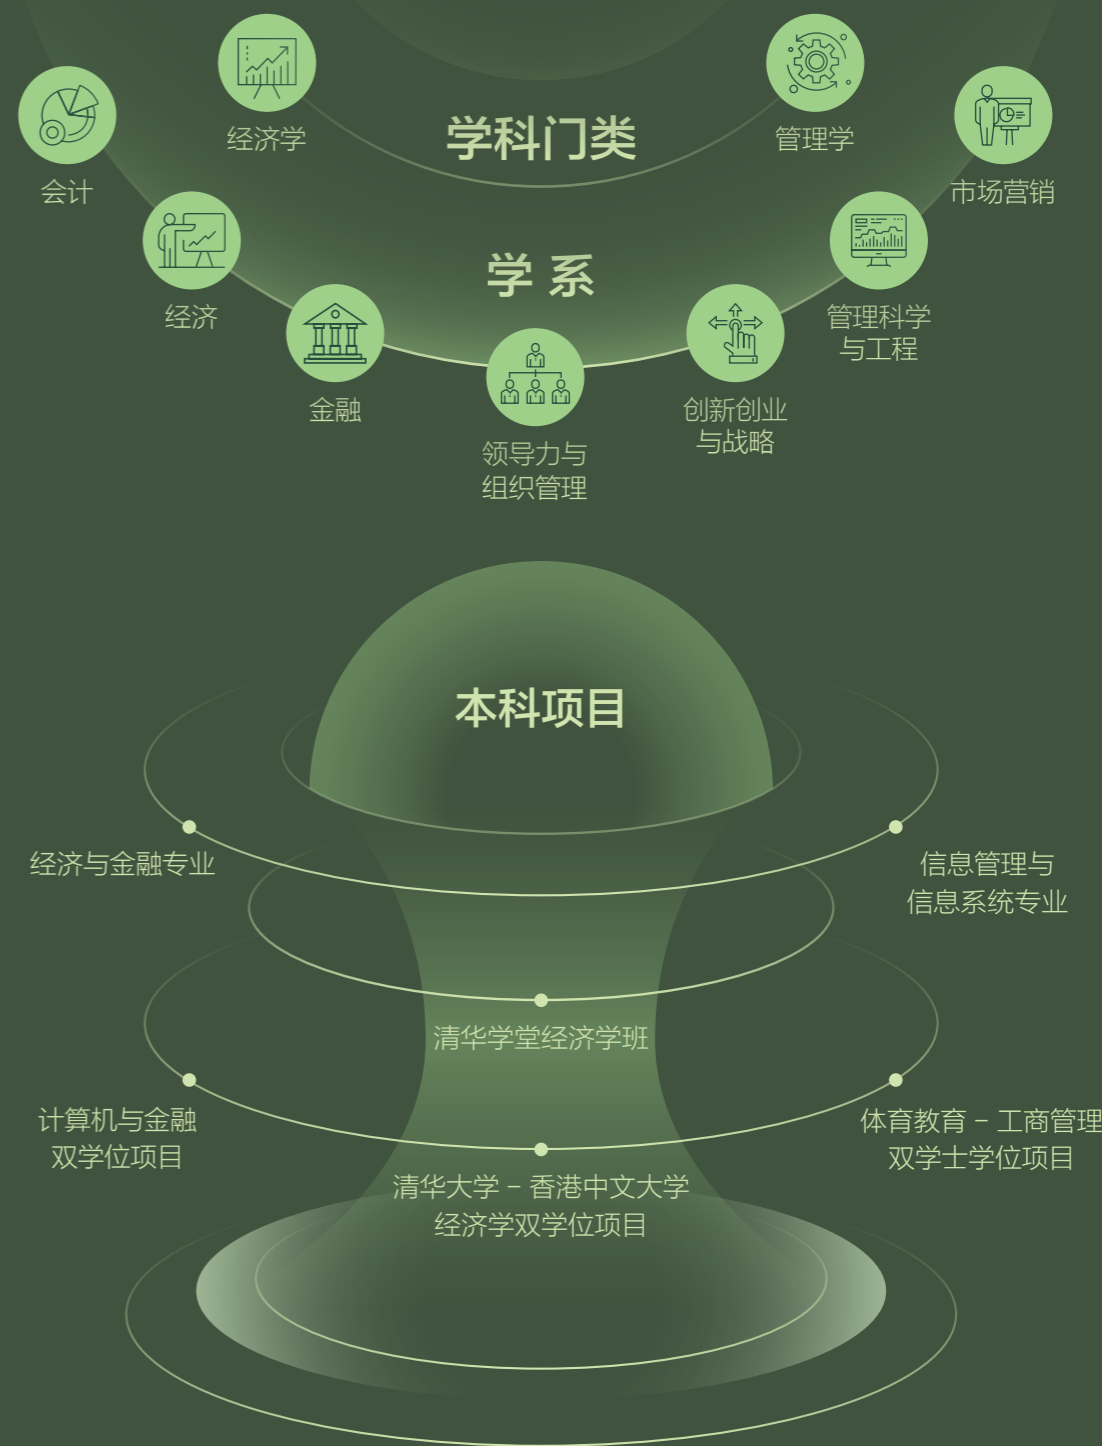 学科门类
经济学
管理学
学 系
会计
经济
金融
领导力与
组织管理
创新创业
与战略
管理科学
与工程
市场营销
本科项目
经济与金融专业
信息管理与
信息系统专业
清华学堂经济学班
计算机与金融
双学位项目
清华大学 – 香港中文大学
经济学双学位项目
体育教育 – 工商管理
双学士学位项目